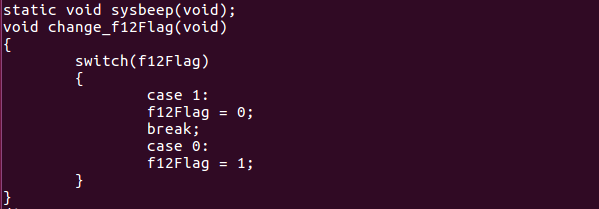 static void sysbeep(void);
void change_f12Flag(void)
{
        switch(f12Flag)
        {
                case 1:
                f12Flag = 0;
                break;
                case 0:
                f12Flag = 1;
        }
}